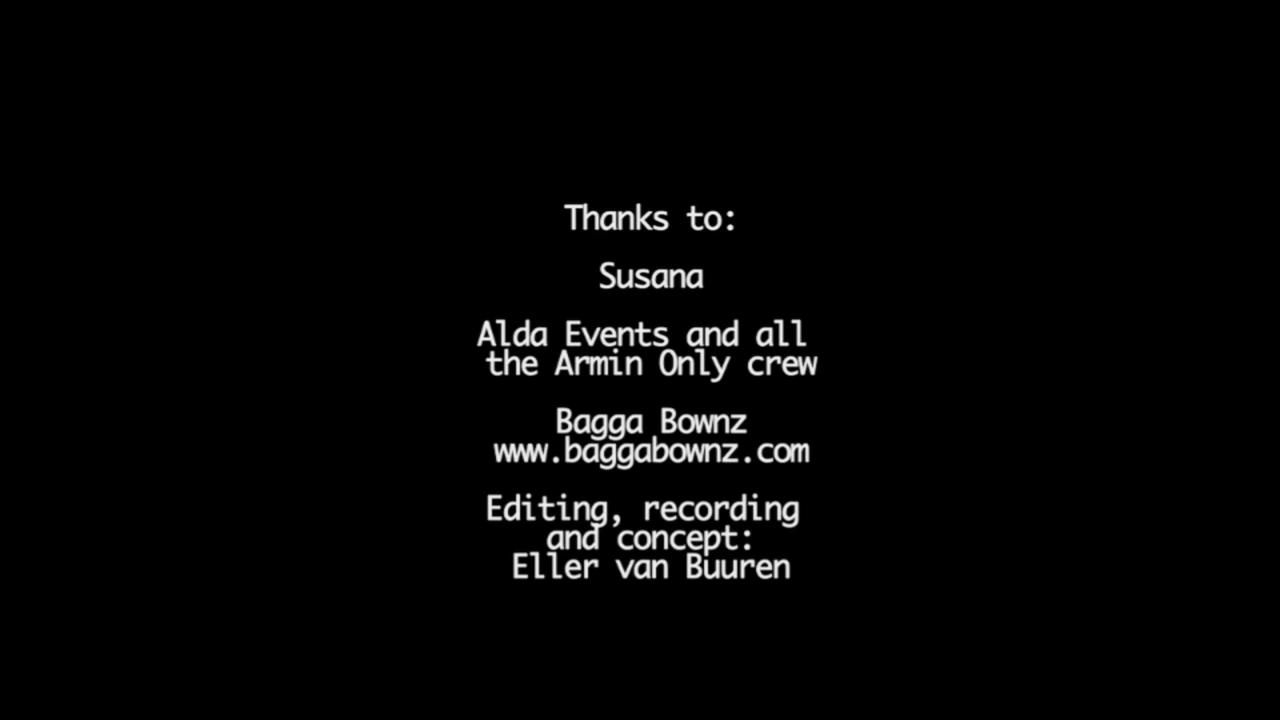 Thanks to:
Susana
Alda Events and all
the Armin Only crew
Bagga Bownz
www.baggabownz.com
Editing, recording
and concept:
Eller van Buuren